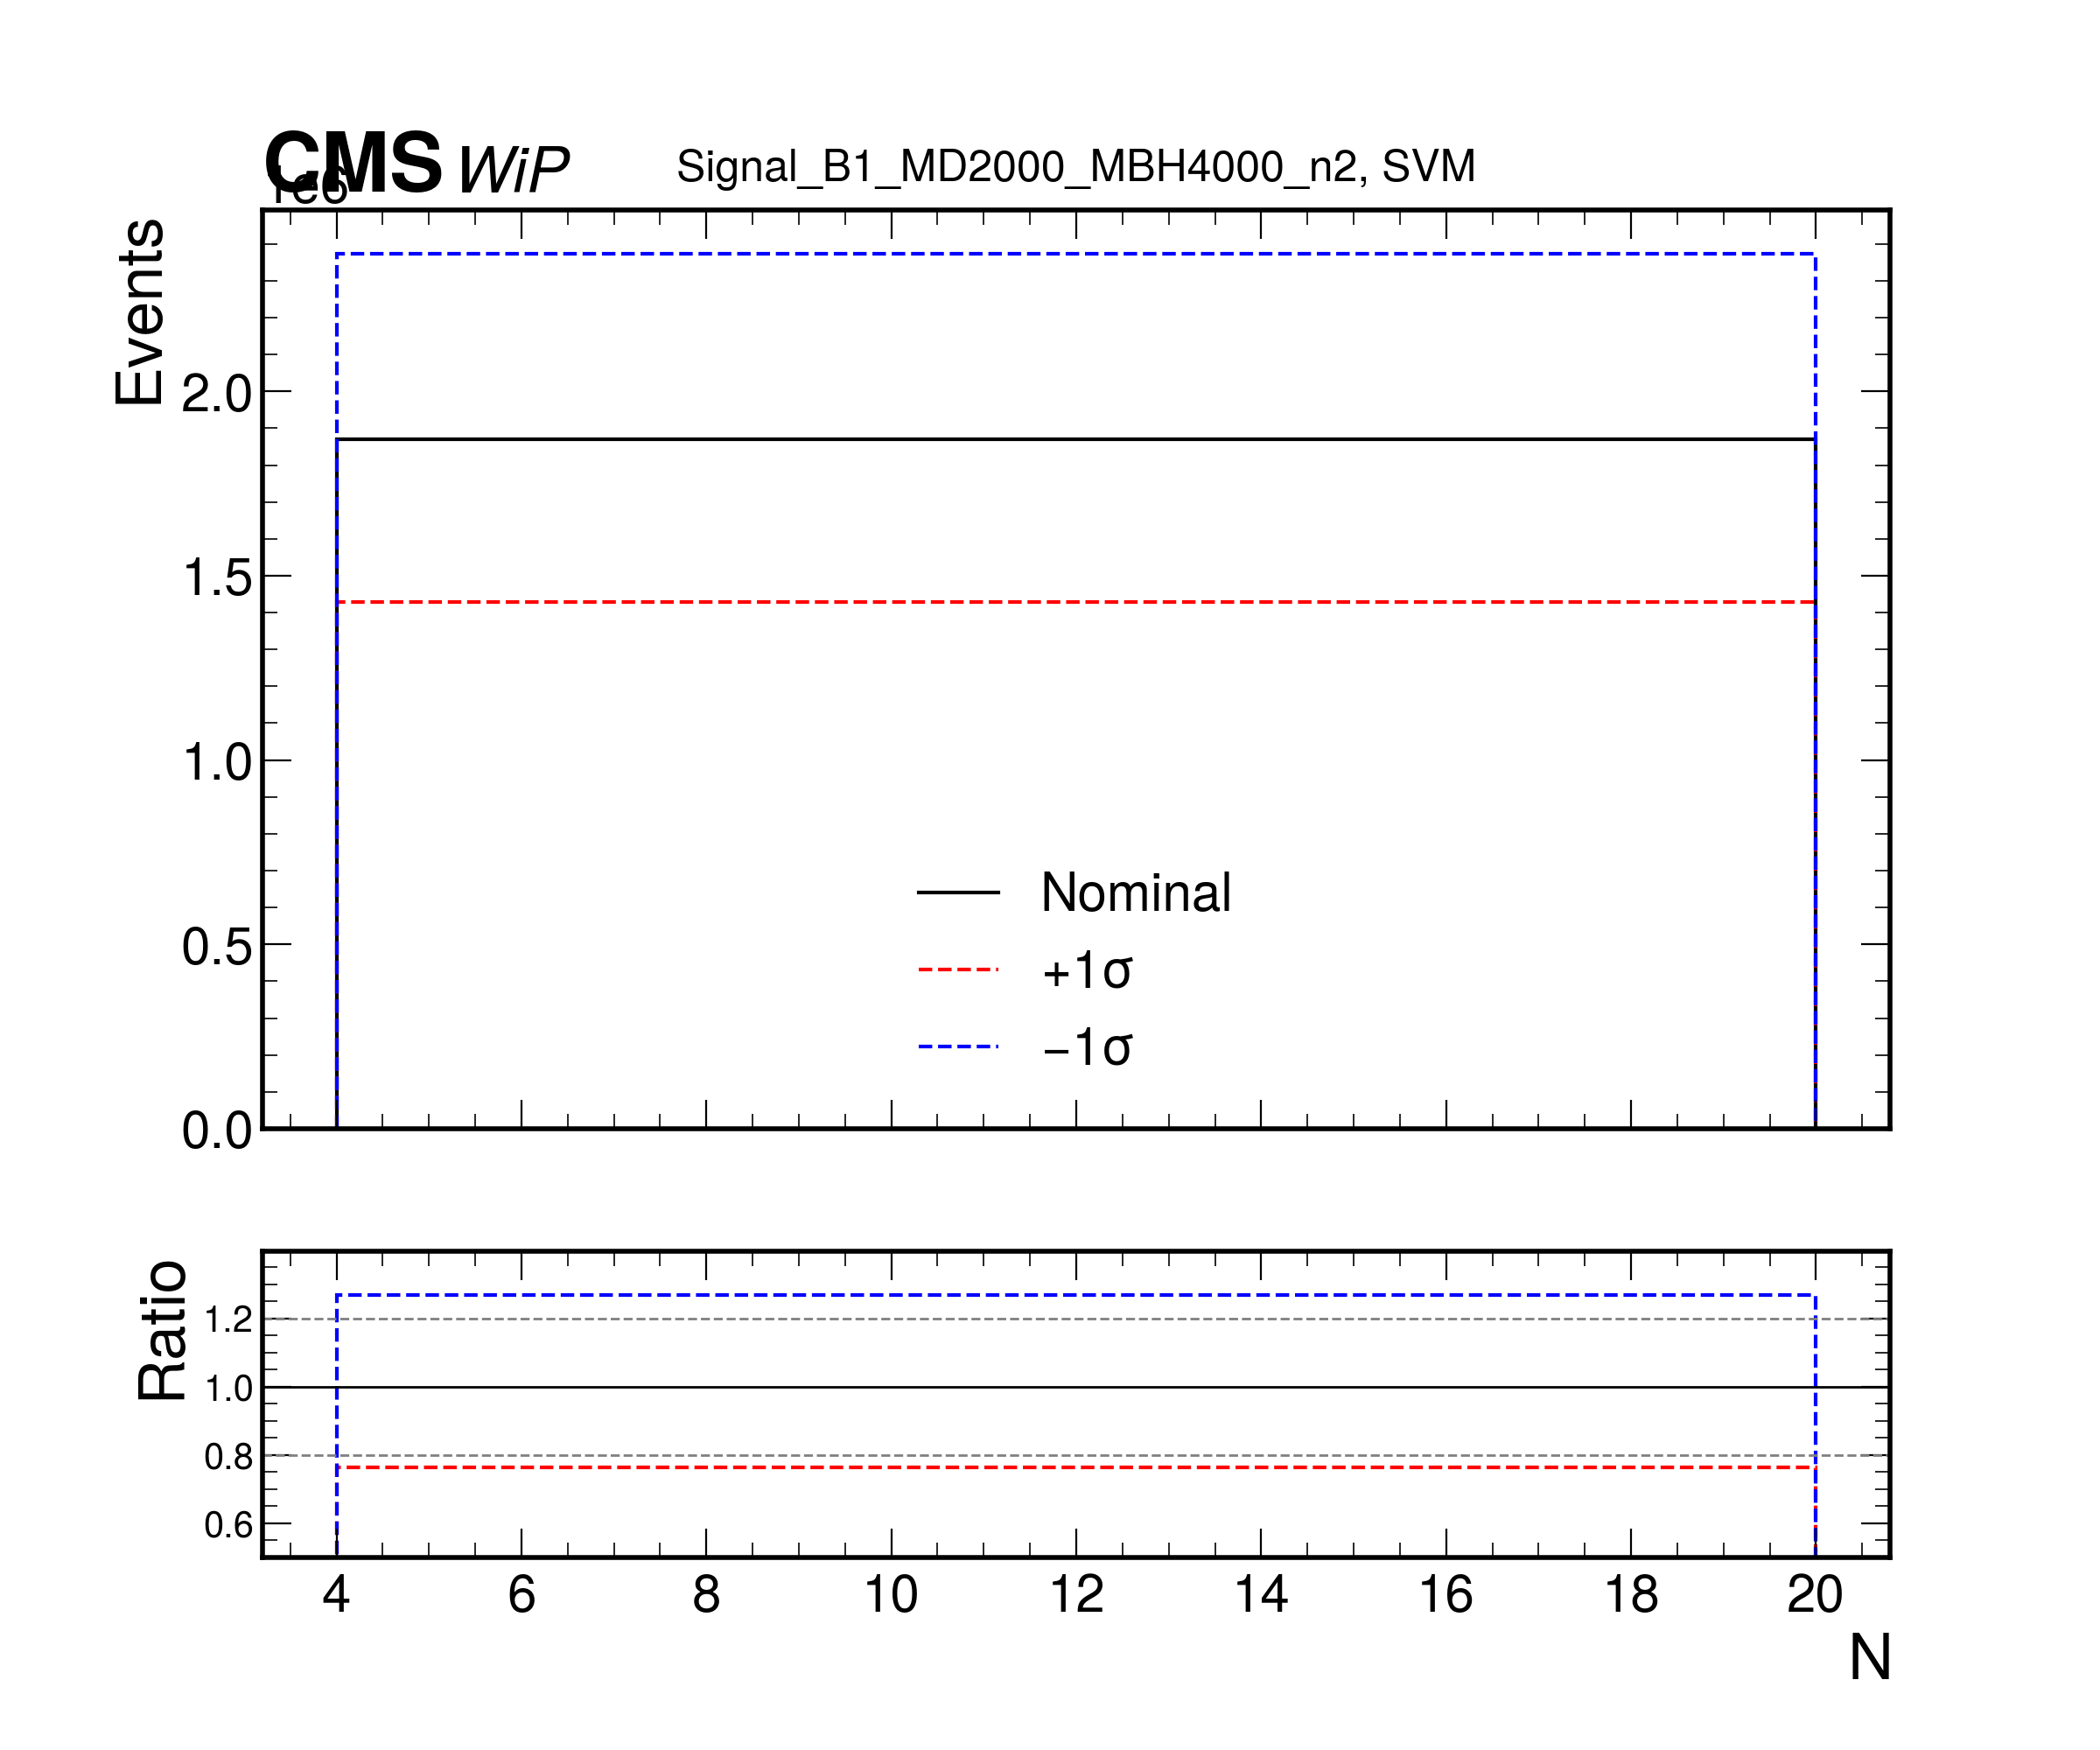 CMS WiP Signal_B1_MD2000_MBH4000_n2, SVM
1e6
Events
2.0
1.5
1.0
0.5
0.0
Nominal
+1σ
−1σ
Ratio
1.2
1.0
0.8
0.6
4 6 8 10 12 14 16 18 20
N